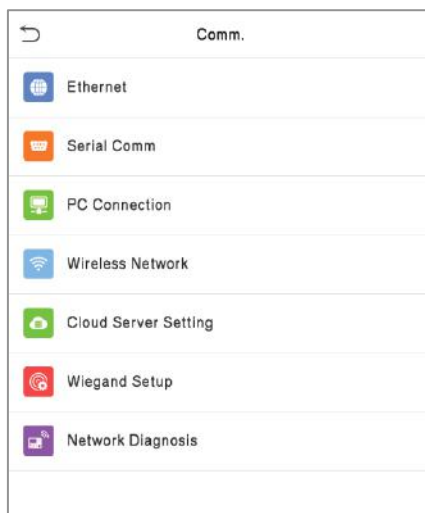 Comm.
Ethernet
Serial Comm
PC Connection
Wireless Network
Cloud Server Setting
Wiegand Setup
Network Diagnosis